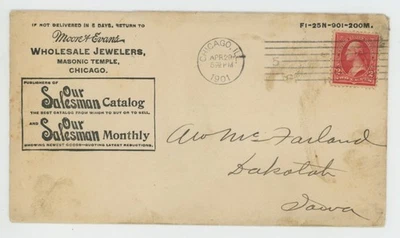 IF NOT DELIVERED IN 5 DAYS, RETURN TO
Moon & Evans
WHOLESALE JEWELERS,
MASONIC TEMPLE,
CHICAGO.
F1-25N-901-200M.
CHICAGO, ILL
APR 29
1901
PUBLISHERS OF
Our Salesman Catalog
THE BEST CATALOG FROM WHICH TO BUY OR TO SELL,
AND Our Salesman Monthly
SHOWING NEWEST GOODS—QUOTING LATEST REDUCTIONS.
A W McFarland
Dakotah
Iowa